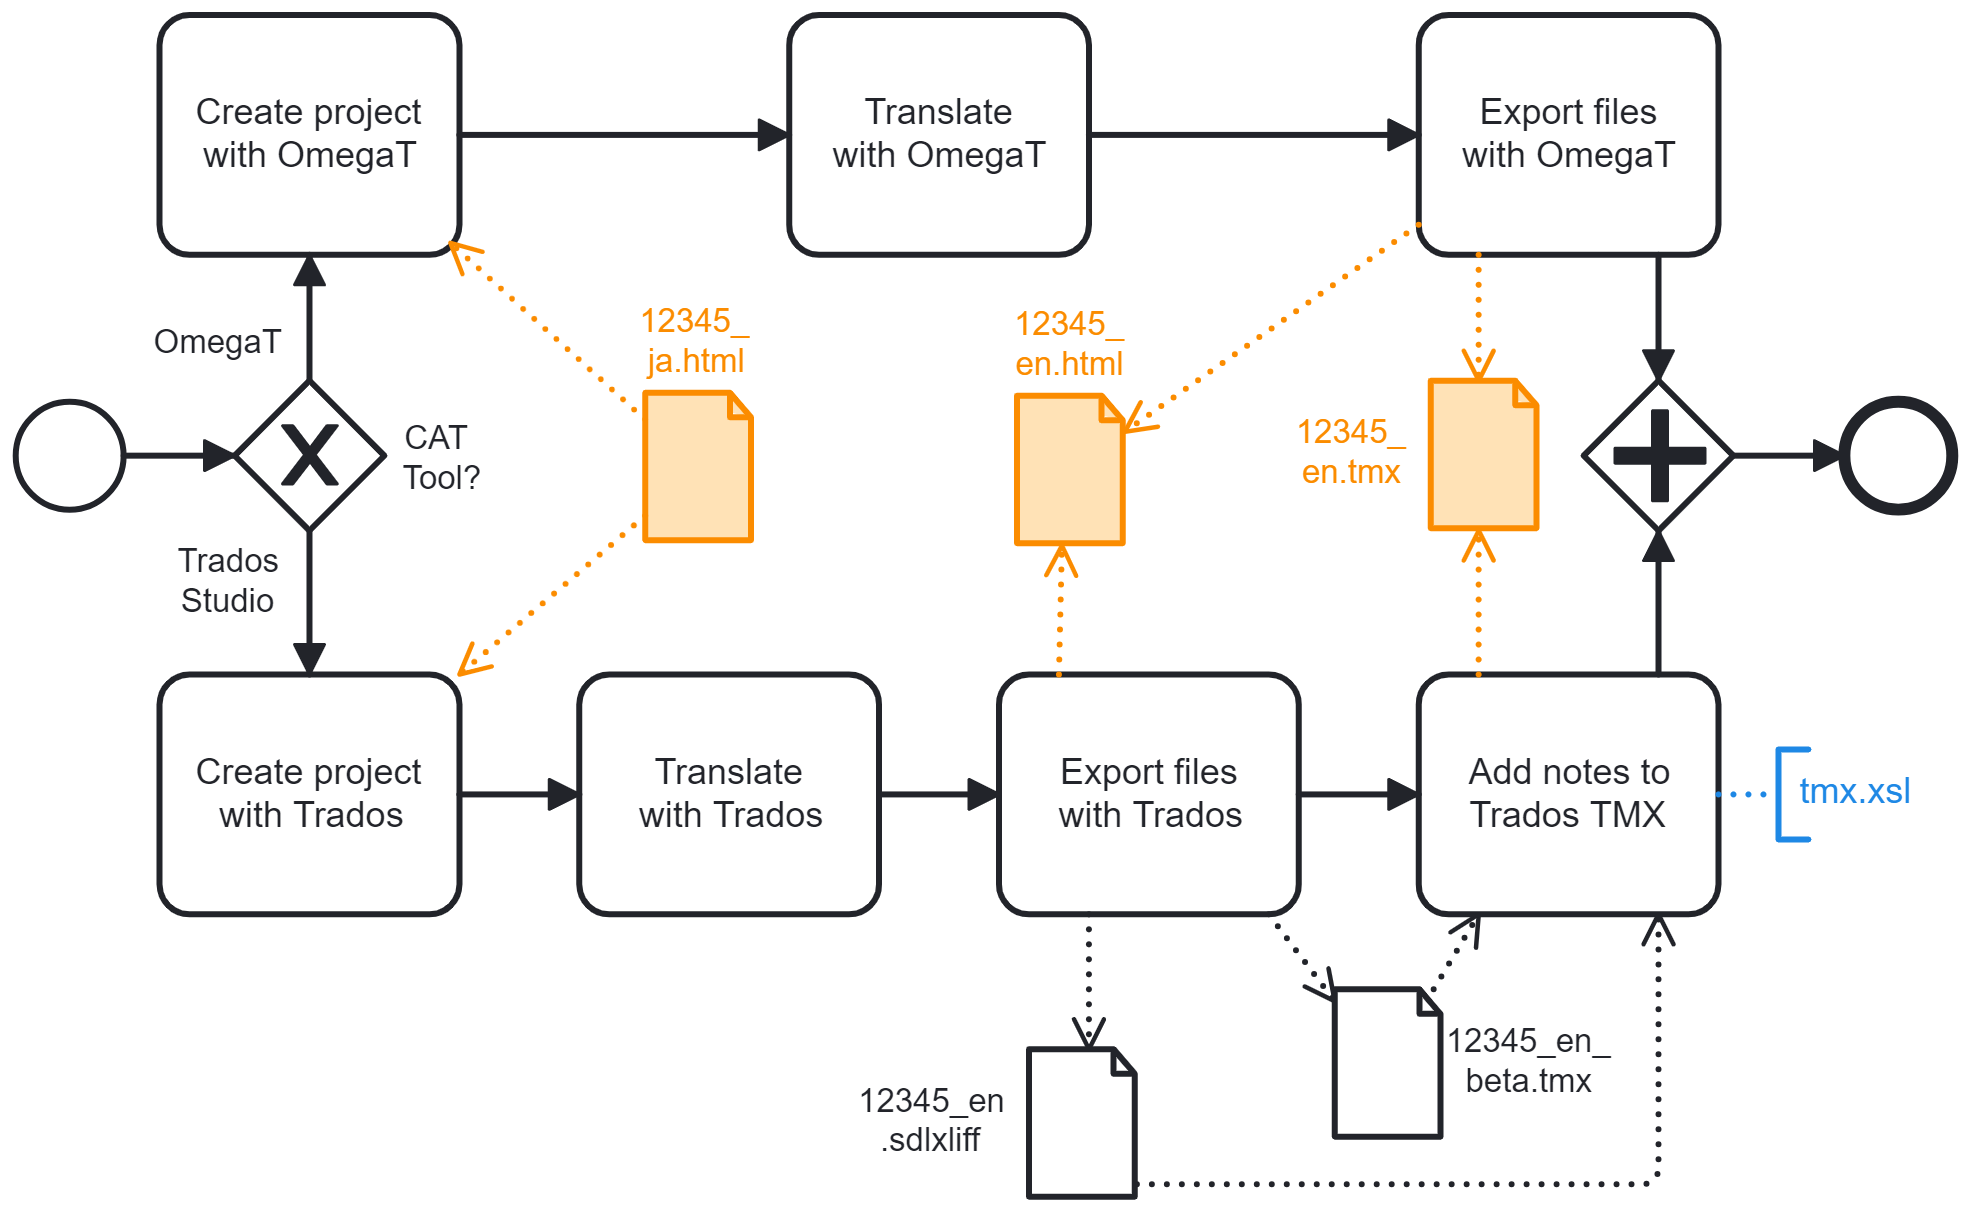 Create project
with OmegaT
Translate
with OmegaT
Export files
with OmegaT
OmegaT
12345_
ja.html
12345_
en.html
12345_
en.tmx
X
CAT
Tool?
Trados
Studio
Create project
with Trados
Translate
with Trados
Export files
with Trados
Add notes to
Trados TMX
tmx.xsl
12345_en_
beta.tmx
12345_en
.sdlxliff